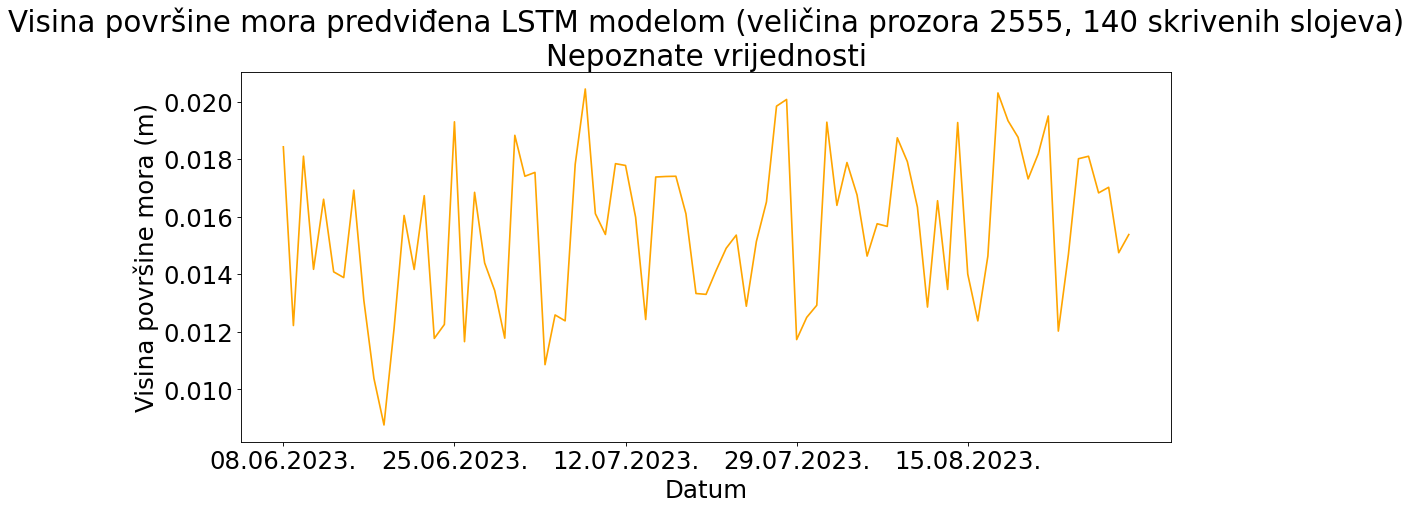 Visina površine mora predviđena LSTM modelom (veličina prozora 2555, 140 skrivenih slojeva)
Nepoznate vrijednosti
Visina površine mora (m)
0.020
0.018
0.016
0.014
0.012
0.010
08.06.2023. 25.06.2023. 12.07.2023. 29.07.2023. 15.08.2023.
Datum